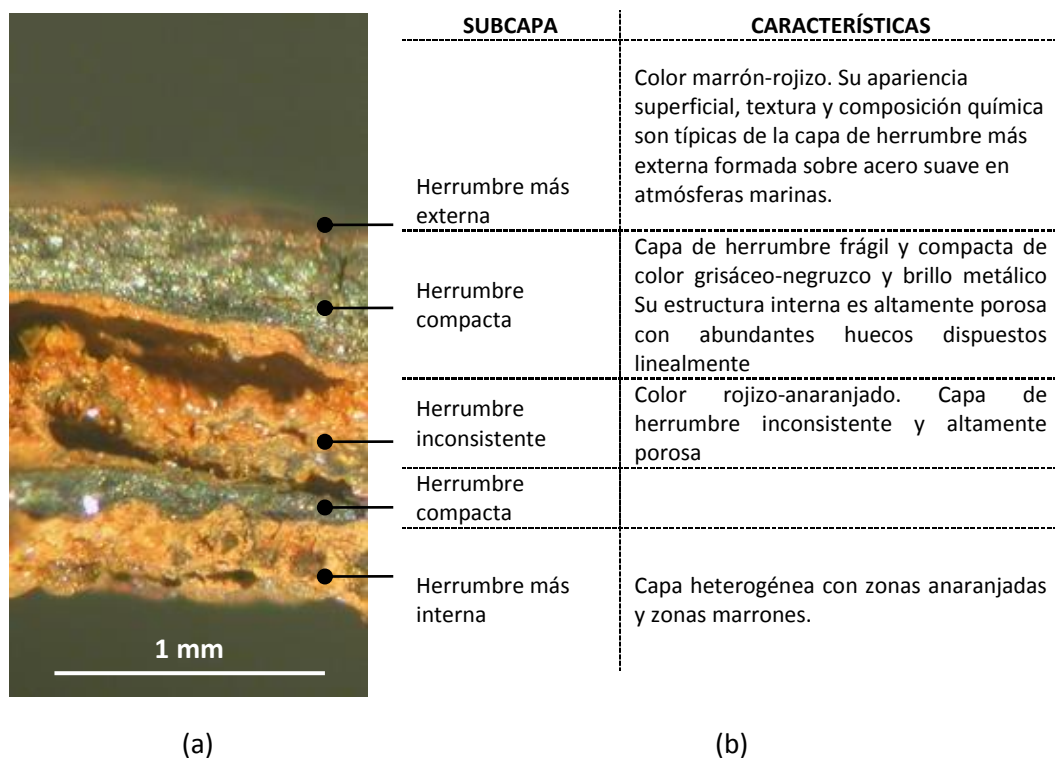 SUBCAPA
CARACTERÍSTICAS
Herrumbre más
externa
Color marrón-rojizo. Su apariencia
superficial, textura y composición química
son típicas de la capa de herrumbre más
externa formada sobre acero suave en
atmósferas marinas.
Herrumbre
compacta
Capa de herrumbre frágil y compacta de
color grisáceo-negruzco y brillo metálico
Su estructura interna es altamente porosa
con abundantes huecos dispuestos
linealmente
Herrumbre
inconsistente
Color rojizo-anaranjado. Capa de
herrumbre inconsistente y altamente
porosa
Herrumbre
compacta
Herrumbre más
interna
Capa heterogénea con zonas anaranjadas
y zonas marrones.
1 mm
(a)
(b)